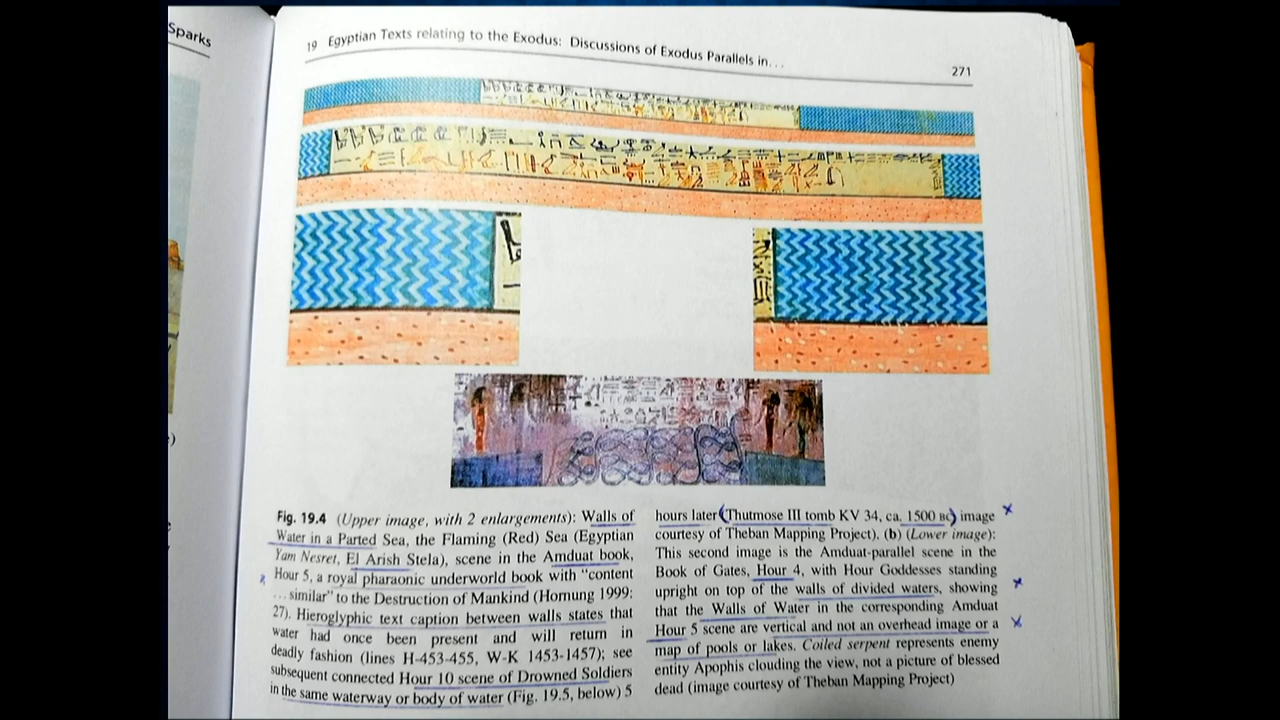 Sparks
19 Egyptian Texts relating to the Exodus: Discussions of Exodus Parallels in...
271
Fig. 19.4 (Upper image, with 2 enlargements): Walls of
Water in a Parted Sea, the Flaming (Red) Sea (Egyptian
Yam Nesret, El Arish Stela), scene in the Amduat book,
Hour 5, a royal pharaonic underworld book with “content
... similar” to the Destruction of Mankind (Hornung 1999:
27). Hieroglyphic text caption between walls states that
water had once been present and will return in
deadly fashion (lines H-453-455, W-K 1453-1457); see
subsequent connected Hour 10 scene of Drowned Soldiers
in the same waterway or body of water (Fig. 19.5, below) 5
hours later (Thutmose III tomb KV 34, ca. 1500 BC) image
courtesy of Theban Mapping Project). (b) (Lower image):
This second image is the Amduat-parallel scene in the
Book of Gates, Hour 4, with Hour Goddesses standing
upright on top of the walls of divided waters, showing
that the Walls of Water in the corresponding Amduat
Hour 5 scene are vertical and not an overhead image or a
map of pools or lakes. Coiled serpent represents enemy
entity Apophis clouding the view, not a picture of blessed
dead (image courtesy of Theban Mapping Project)